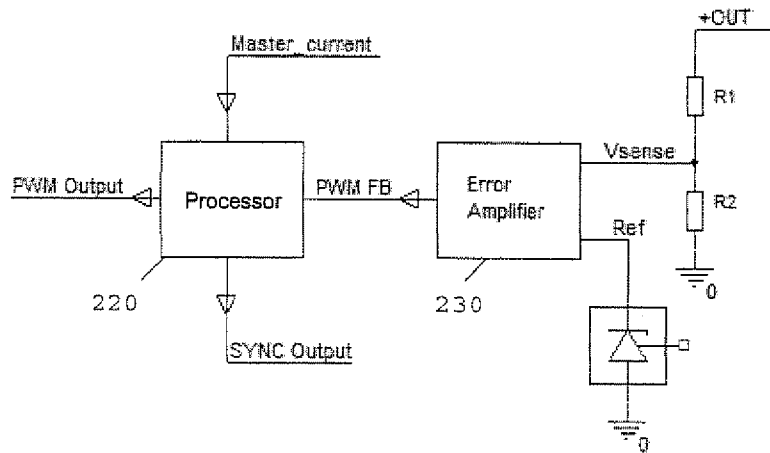 +OUT
Master_current
R1
Vsense
PWM Output
Processor
PWM FB
Error
Amplifier
R2
Ref
220
230
0
SYNC Output
0